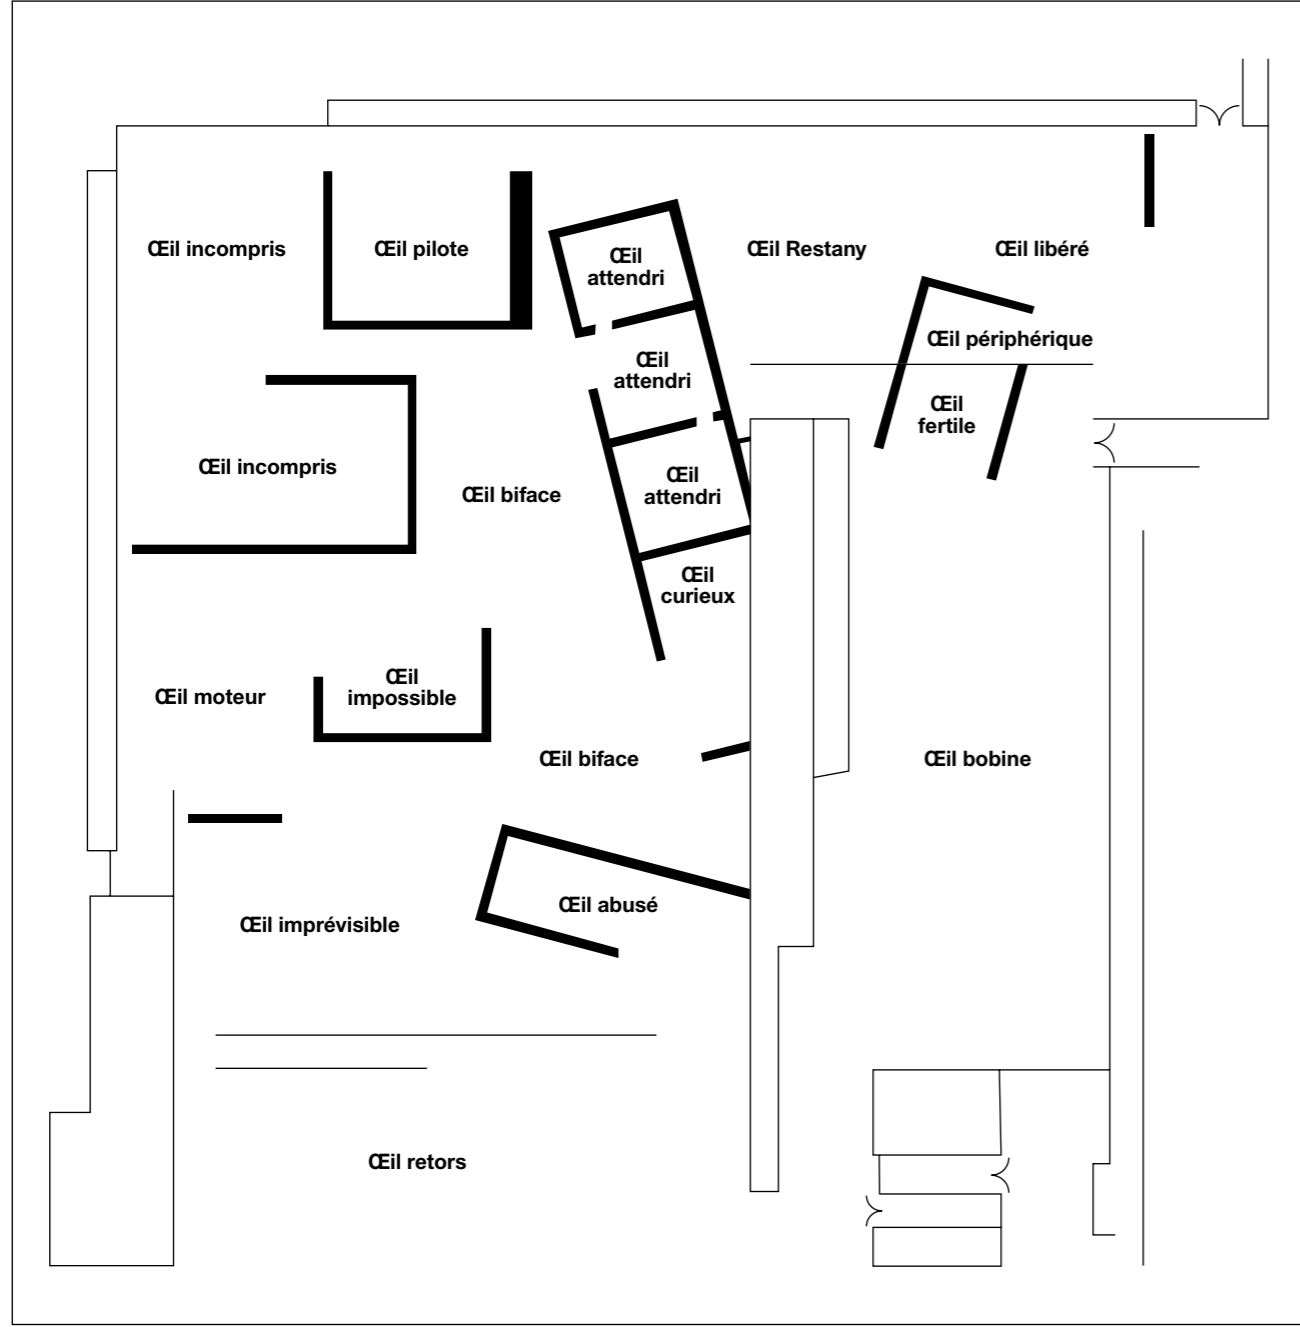 Œil incompris
Œil pilote
Œil
attendri
Œil Restany
Œil libéré
Œil périphérique
Œil
attendri
Œil
fertile
Œil incompris
Œil biface
Œil
attendri
Œil
curieux
Œil moteur
Œil
impossible
Œil biface
Œil bobine
Œil imprévisible
Œil abusé
Œil retors